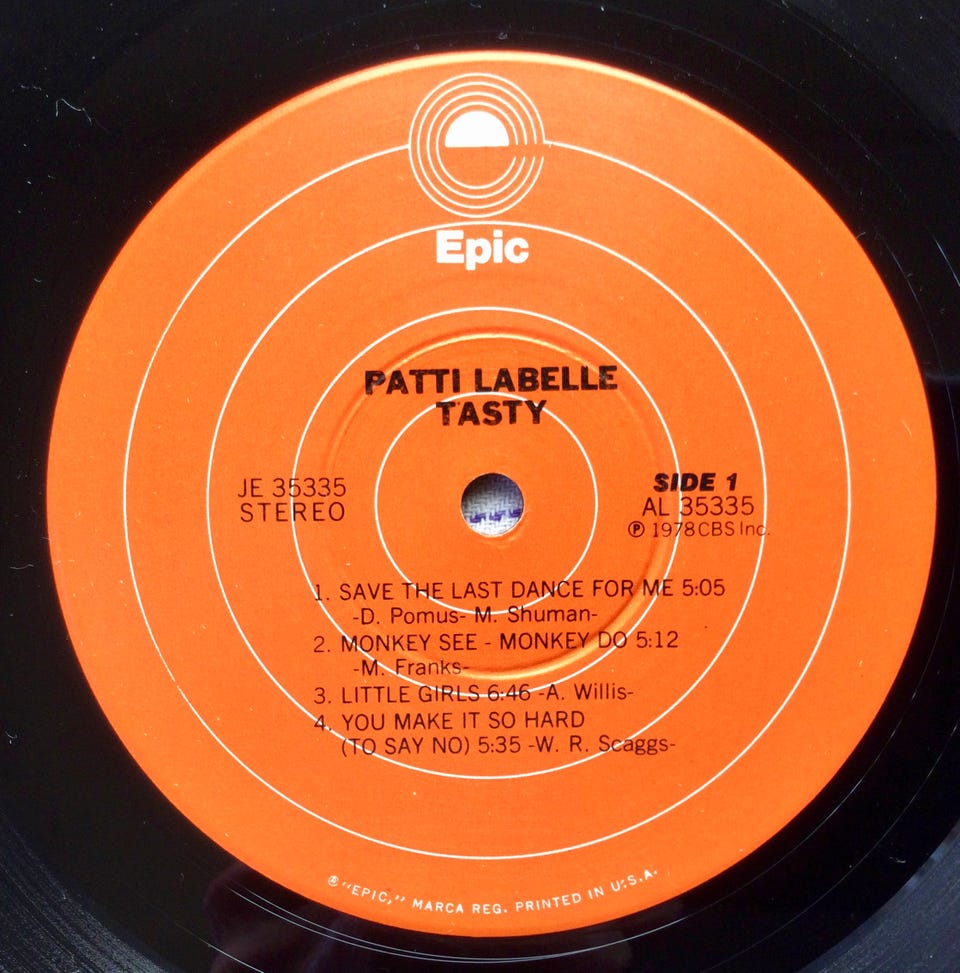 Epic
PATTI LABELLE
TASTY
JE 35335
STEREO
SIDE 1
AL 35335
℗ 1978 CBS Inc.
1. SAVE THE LAST DANCE FOR ME 5:05
-D. Pomus- M. Shuman-
2. MONKEY SEE - MONKEY DO 5:12
-M. Franks-
3. LITTLE GIRLS 6:46 -A. Willis-
4. YOU MAKE IT SO HARD
(TO SAY NO) 5:35 -W. R. Scaggs-
® "EPIC," MARCA REG. PRINTED IN U.S.A.